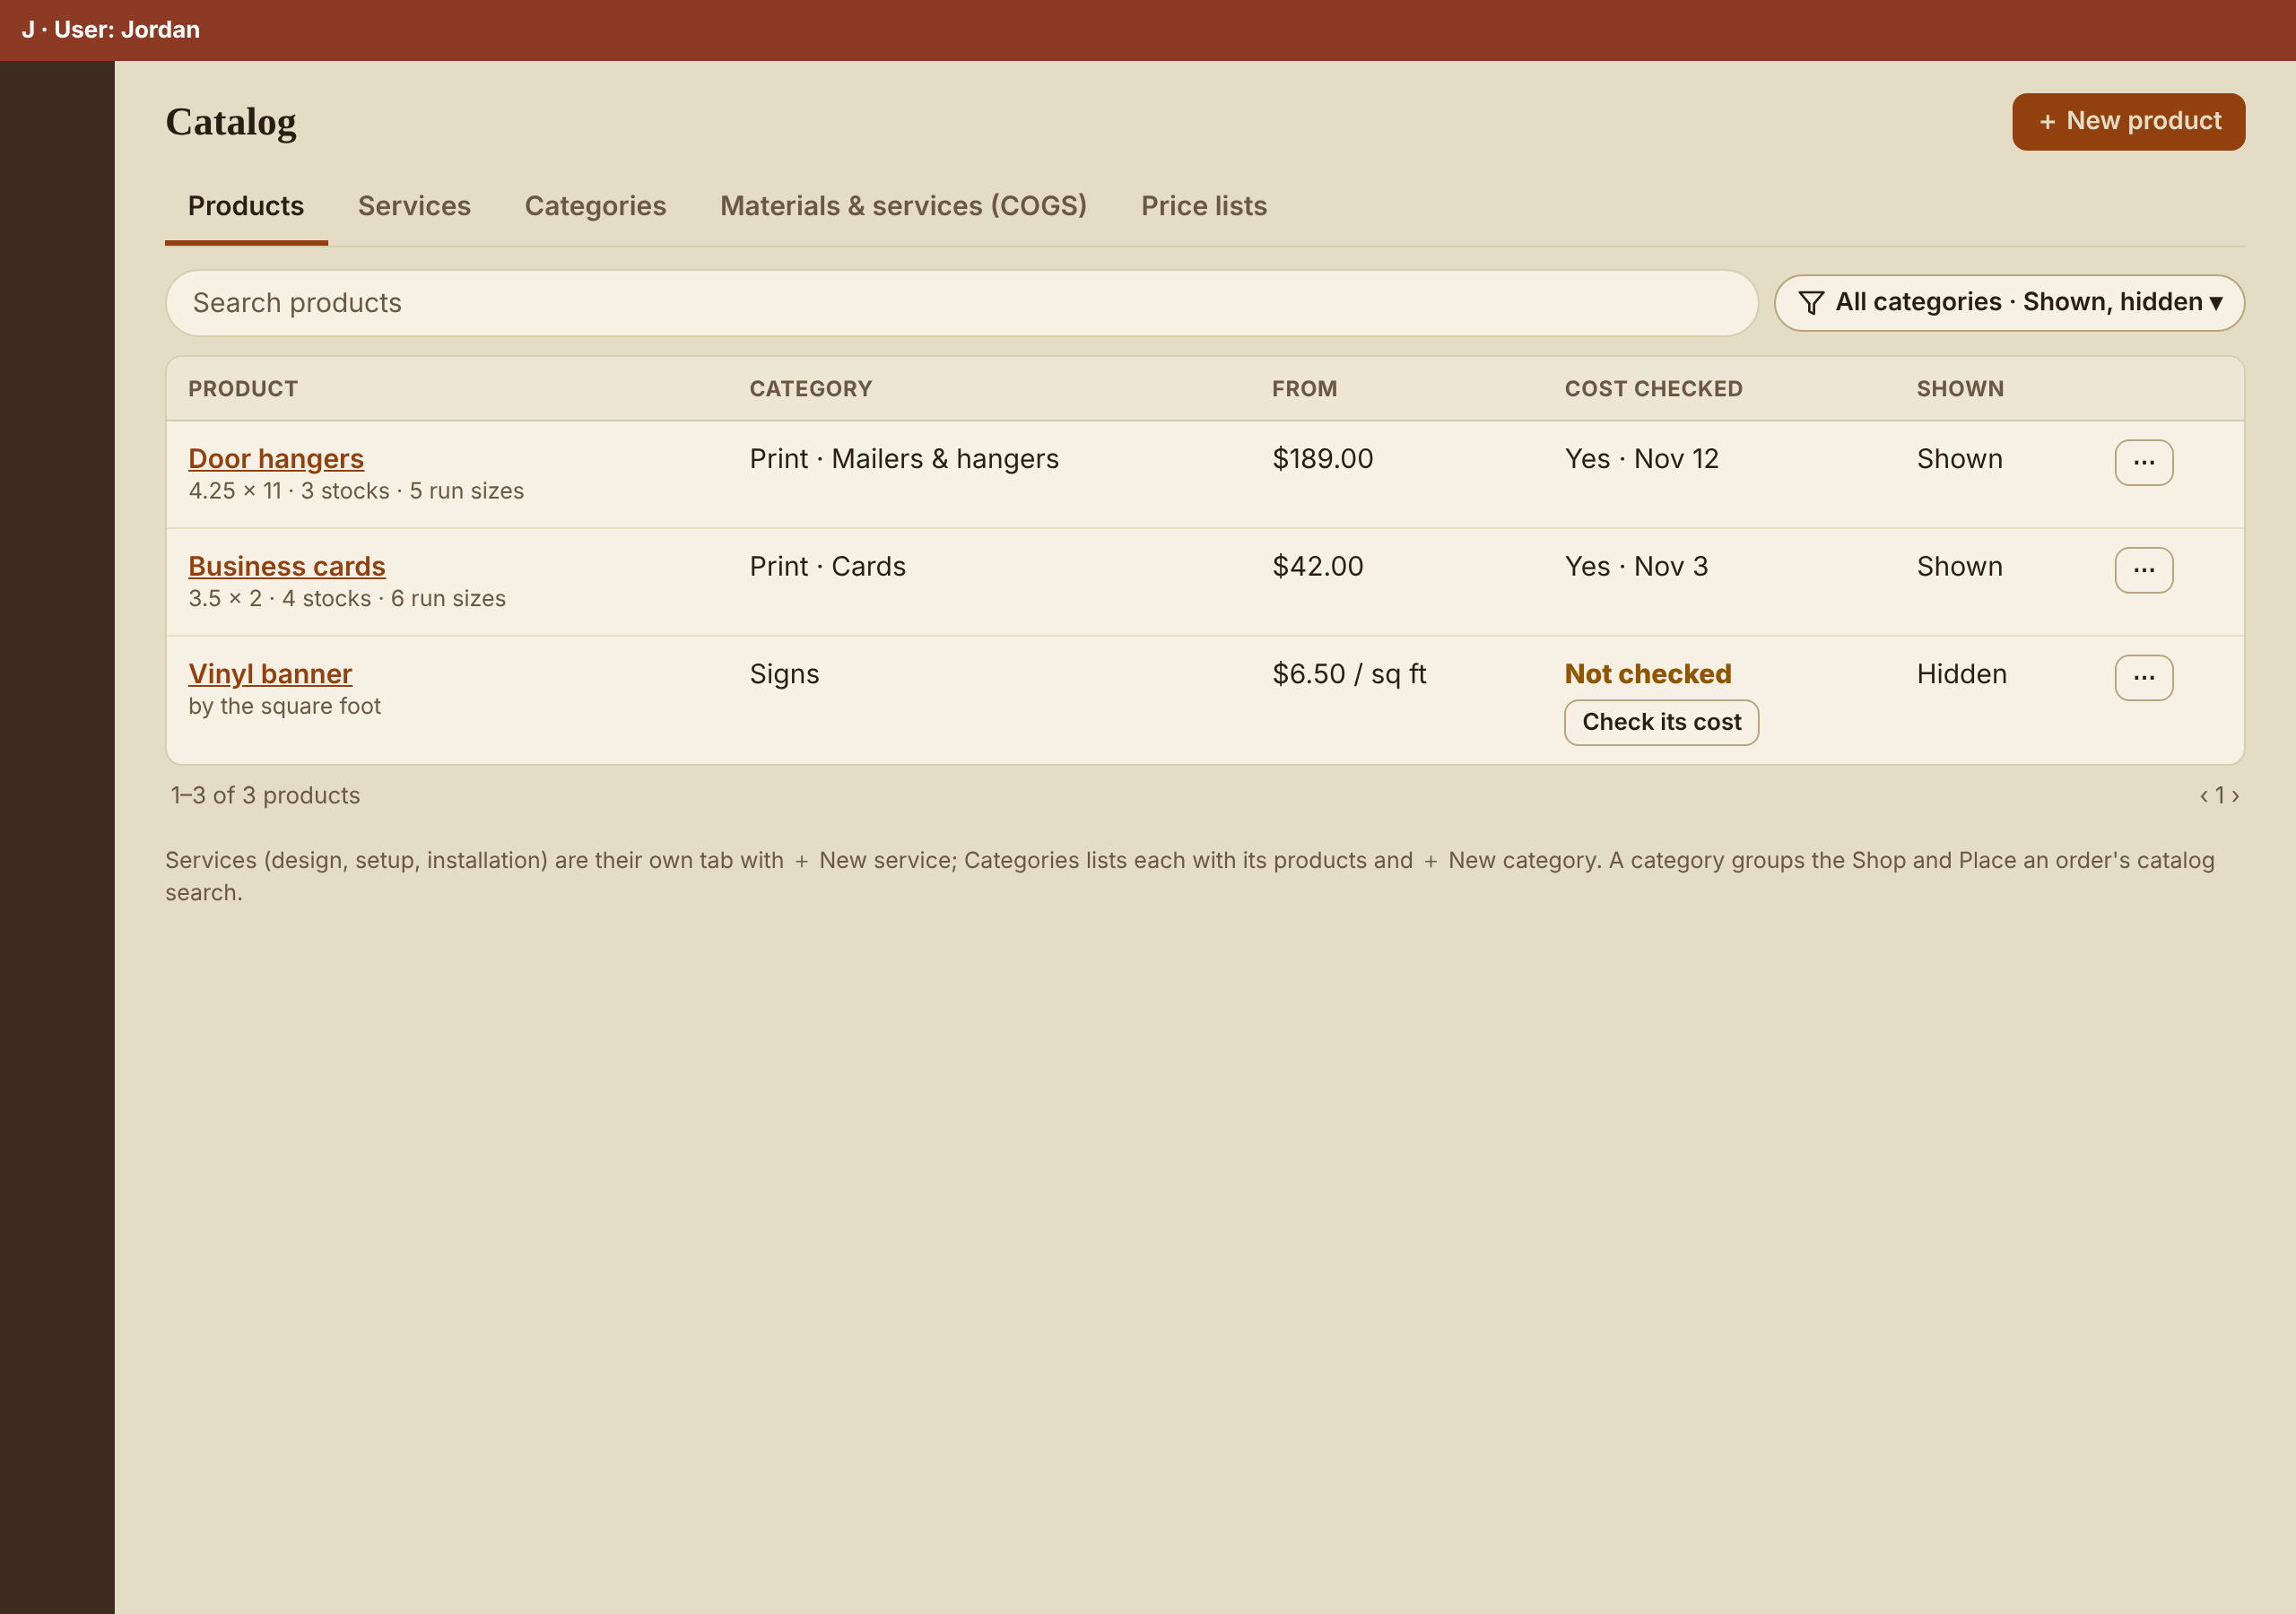 J · User: Jordan
Catalog
+ New product
Products Services Categories Materials & services (COGS) Price lists
Search products
All categories · Shown, hidden ▾
PRODUCT CATEGORY FROM COST CHECKED SHOWN
Door hangers Print · Mailers & hangers $189.00 Yes · Nov 12 Shown ···
4.25 × 11 · 3 stocks · 5 run sizes
Business cards Print · Cards $42.00 Yes · Nov 3 Shown ···
3.5 × 2 · 4 stocks · 6 run sizes
Vinyl banner Signs $6.50 / sq ft Not checked Hidden ···
by the square foot
Check its cost
1–3 of 3 products ‹ 1 ›
Services (design, setup, installation) are their own tab with + New service; Categories lists each with its products and + New category. A category groups the Shop and Place an order's catalog
search.